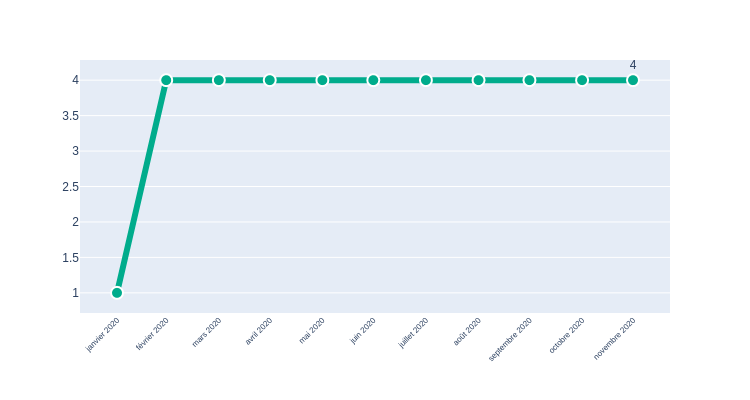 4
4
3.5
3
2.5
2
1.5
1
janvier 2020
février 2020
mars 2020
avril 2020
mai 2020
juin 2020
juillet 2020
août 2020
septembre 2020
octobre 2020
novembre 2020